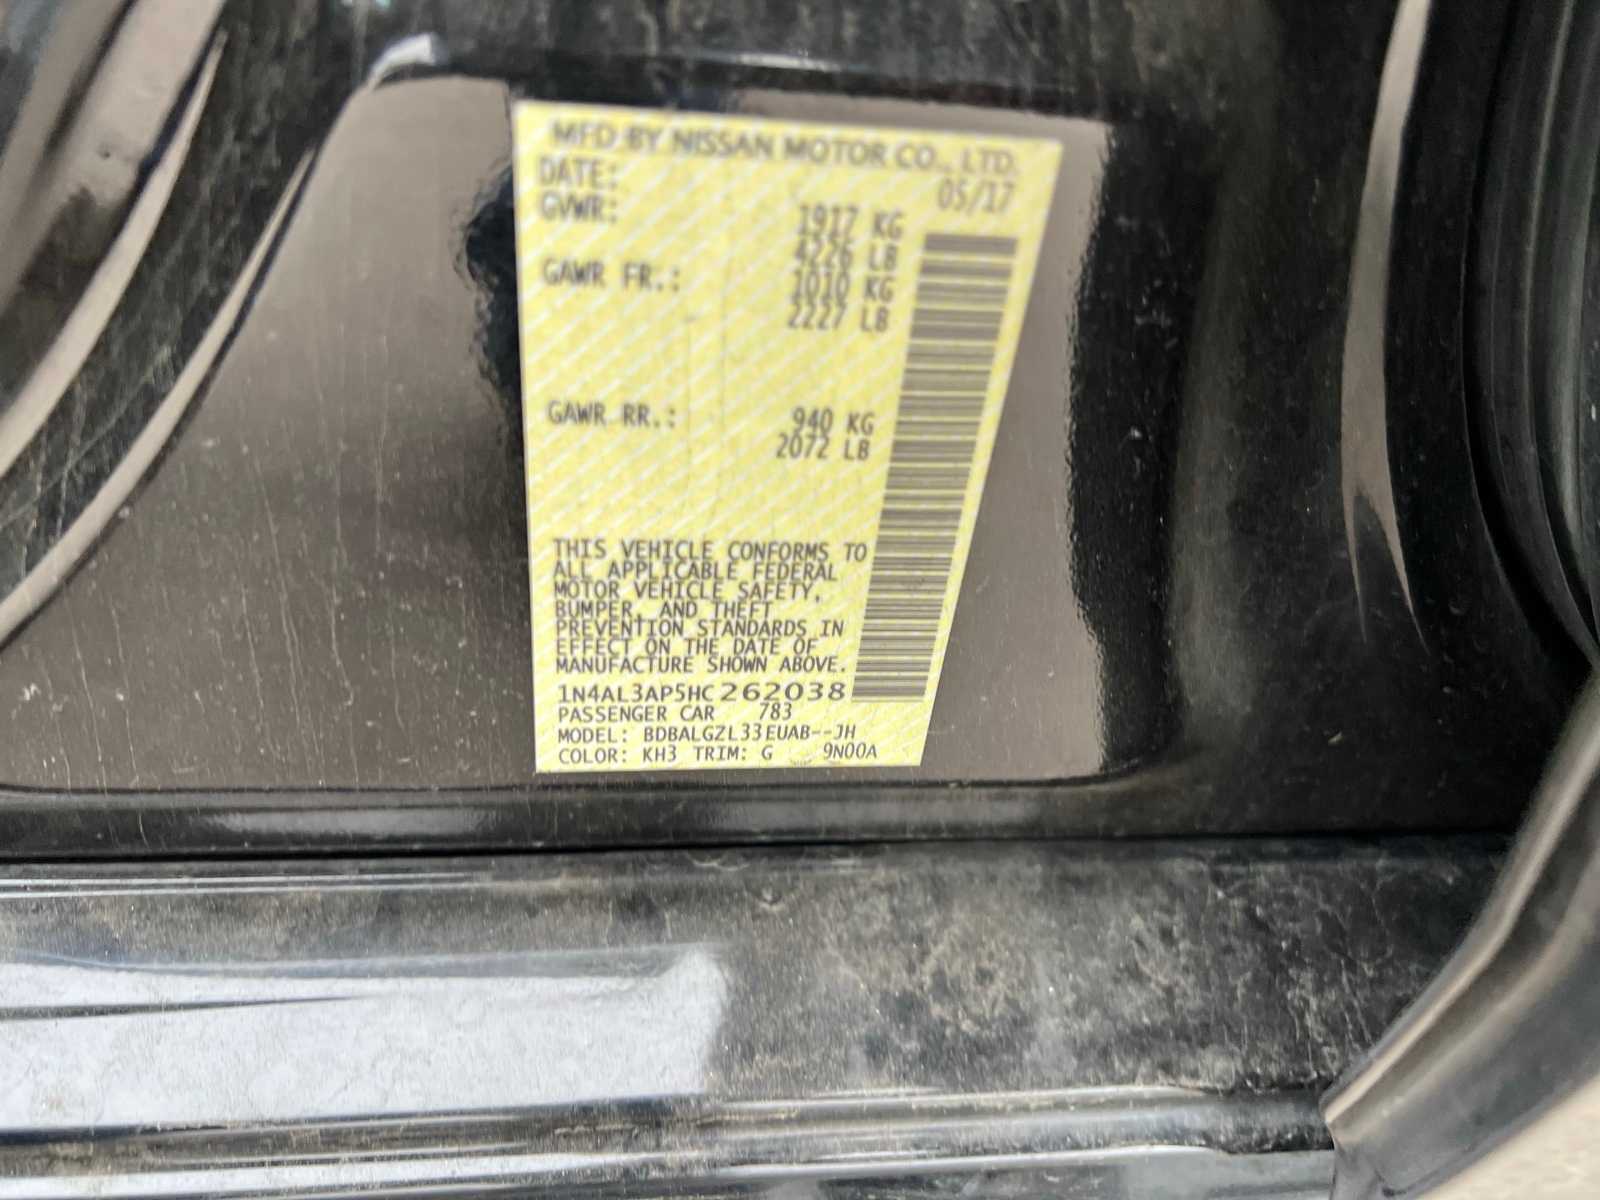 MFD BY NISSAN MOTOR CO., LTD.
DATE: 05/17
GVWR: 1917 KG
4226 LB
GAWR FR.: 1010 KG
2227 LB
GAWR RR.: 940 KG
2072 LB
THIS VEHICLE CONFORMS TO
ALL APPLICABLE FEDERAL
MOTOR VEHICLE SAFETY,
BUMPER, AND THEFT
PREVENTION STANDARDS IN
EFFECT ON THE DATE OF
MANUFACTURE SHOWN ABOVE.
1N4AL3AP5HC262038
PASSENGER CAR 783
MODEL: BDBALGZL33EUAB--JH
COLOR: KH3 TRIM: G 9N00A